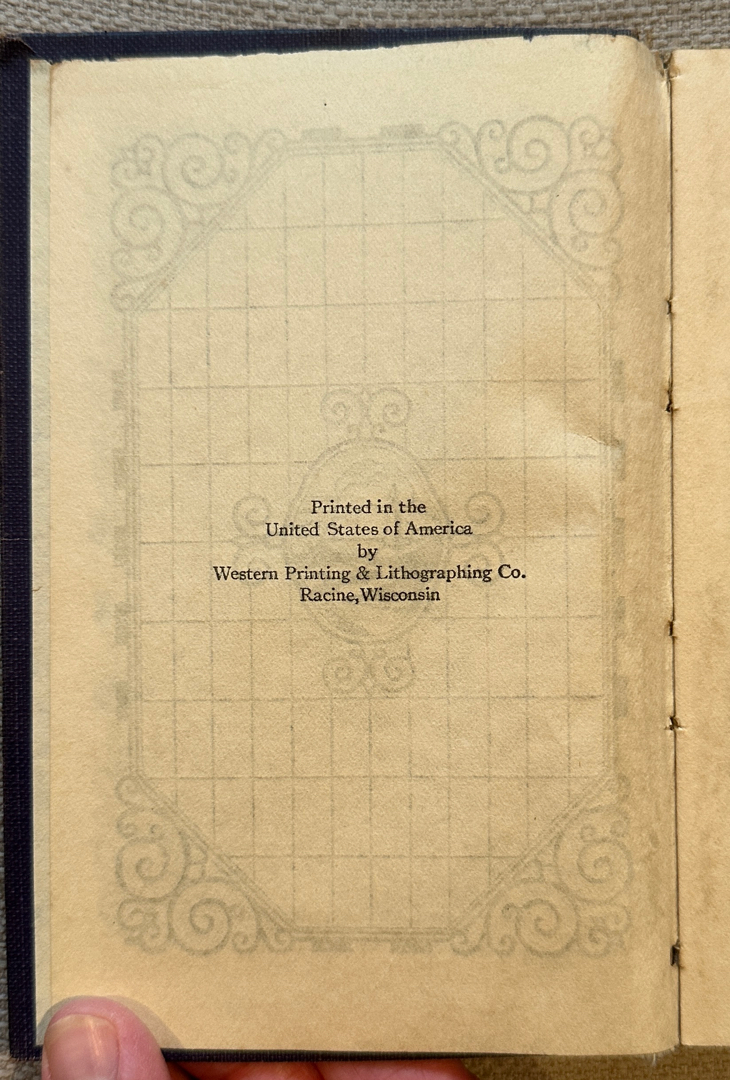 Printed in the
United States of America
by
Western Printing & Lithographing Co.
Racine, Wisconsin